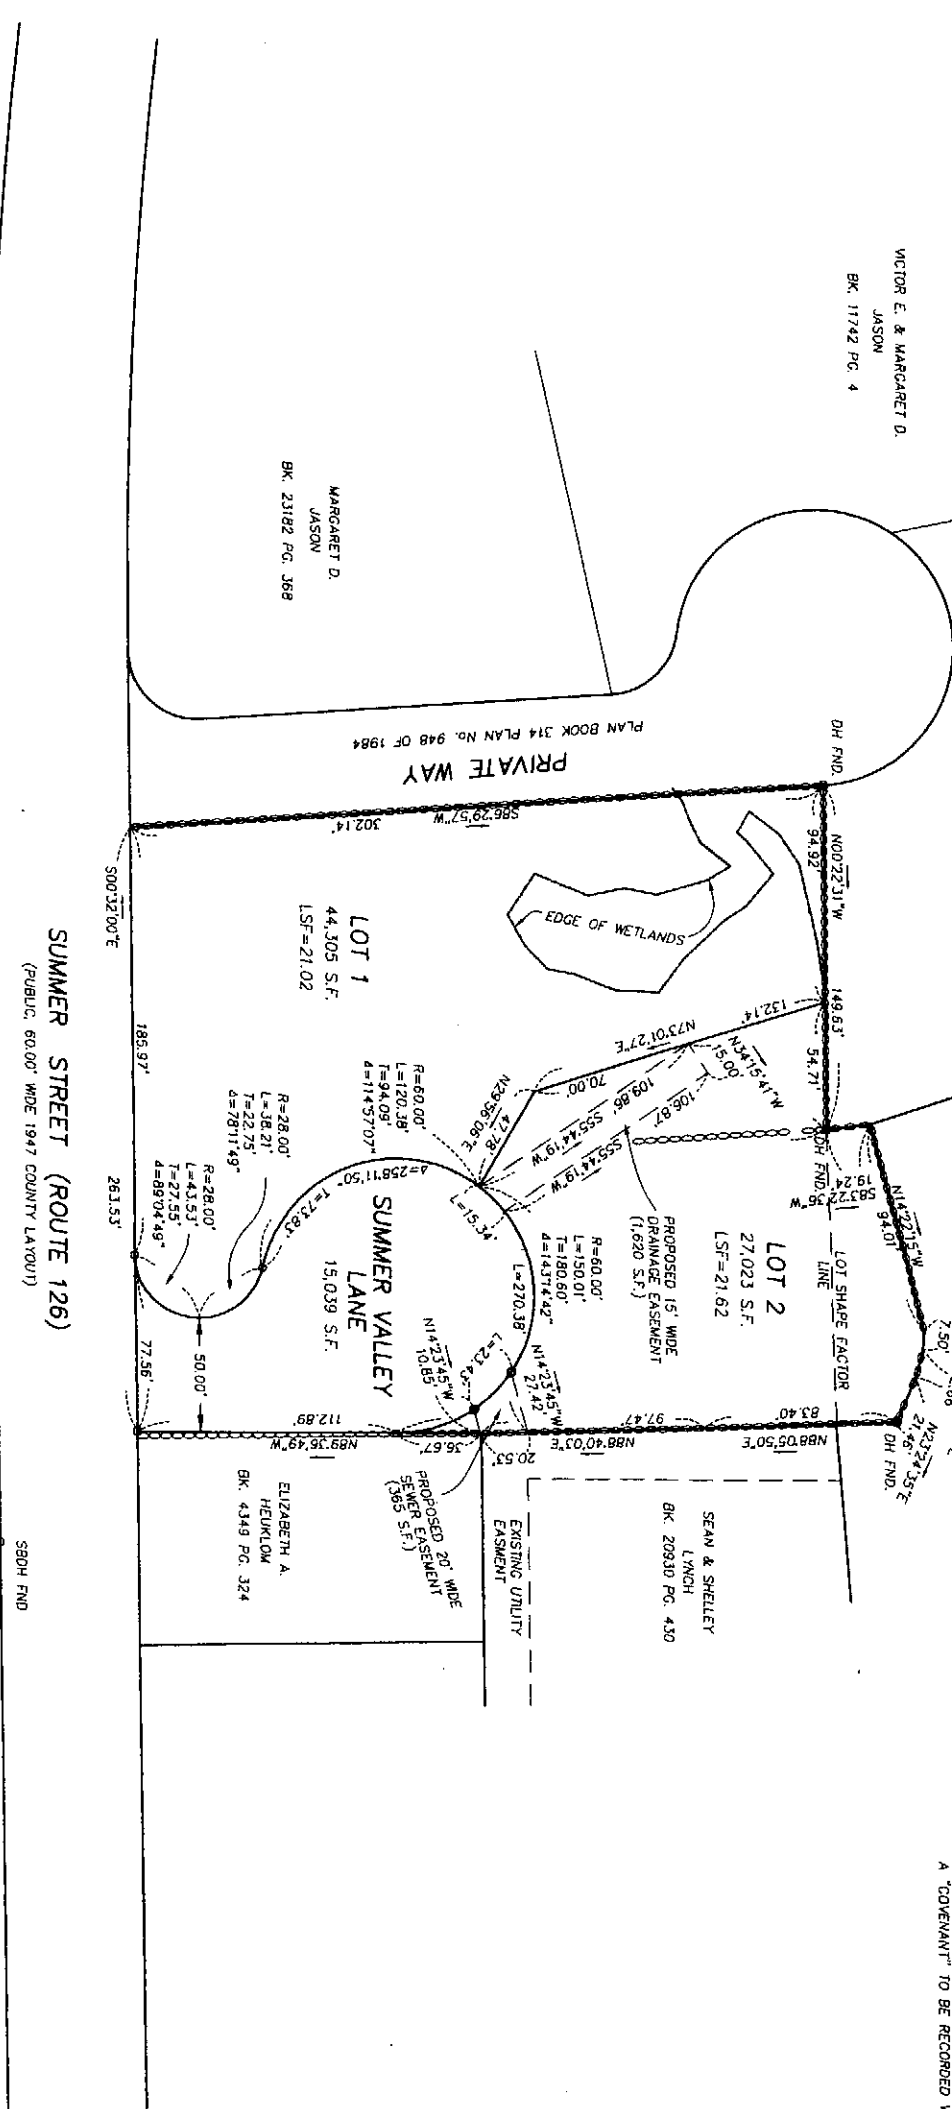 VICTOR E. & MARGARET D.
JASON
BK. 11742 PG. 4
MARGARET D.
JASON
BK. 23182 PG. 368
PRIVATE WAY
PLAN BOOK 314 PLAN No. 948 OF 1984
DH FND.
S86°29'57"W
302.14'
N00°22'31"W
94.92'
149.63'
54.71'
DH FND.
S00°32'00"E
EDGE OF WETLANDS
LOT 1
44,305 S.F.
LSF=21.02
132.14'
N73°01'27"E
70.00'
N34°15'41"W
15.00'
109.86'
S55°44'19"W
106.87'
S55°44'19"W
N29°56'06"E
47.78'
R=60.00'
L=120.38'
T=94.09'
Δ=114°57'07"
R=28.00'
L=38.21'
T=22.75'
Δ=78°11'49"
R=28.00'
L=43.53'
T=27.55'
Δ=89°04'49"
Δ=258°11'50"
T=73.83'
L=15.34'
L=270.38'
SUMMER VALLEY
LANE
15,039 S.F.
PROPOSED 15' WIDE
DRAINAGE EASEMENT
(1,620 S.F.)
R=60.00'
L=150.01'
T=180.60'
Δ=143°14'42"
LOT 2
27,023 S.F.
LSF=21.62
LOT SHAPE FACTOR
LINE
19.24'
S83°22'36"W
N14°22'15"W
94.01'
7.50'
N23°24'35"E
21.46'
DH FND.
83.40'
N88°05'50"E
97.47'
N88°40'03"E
20.53'
N14°23'45"W
27.42'
N14°23'45"W
10.85'
36.67'
112.89'
N89°36'49"W
50.00'
185.97'
263.53'
77.56'
SUMMER STREET (ROUTE 126)
(PUBLIC, 60.00' WIDE 1947 COUNTY LAYOUT)
PROPOSED 20' WIDE
SEWER EASEMENT
(365 S.F.)
EXISTING UTILITY
EASMENT
SEAN & SHELLEY
LYNCH
BK. 20930 PG. 430
ELIZABETH A.
HEUKLOM
BK. 4349 PG. 324
SBDH FND
A "COVENANT" TO BE RECORDED